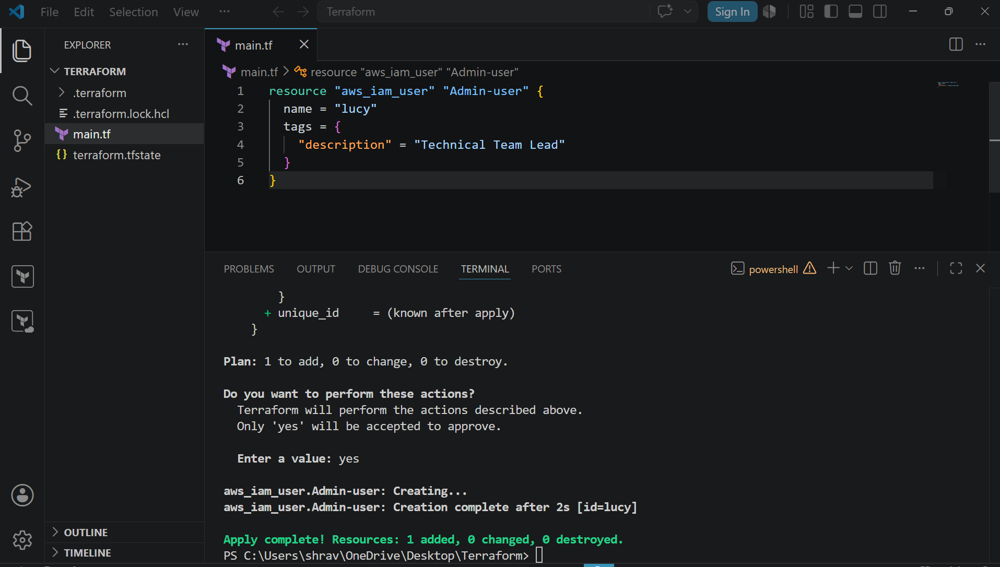 File Edit Selection View ··· Terraform Sign In
EXPLORER ···
TERRAFORM
.terraform
.terraform.lock.hcl
main.tf
{} terraform.tfstate
OUTLINE
TIMELINE
main.tf
main.tf > resource "aws_iam_user" "Admin-user"
1 resource "aws_iam_user" "Admin-user" {
2 name = "lucy"
3 tags = {
4 "description" = "Technical Team Lead"
5 }
6 }
PROBLEMS OUTPUT DEBUG CONSOLE TERMINAL PORTS powershell
}
+ unique_id = (known after apply)
}
Plan: 1 to add, 0 to change, 0 to destroy.
Do you want to perform these actions?
Terraform will perform the actions described above.
Only 'yes' will be accepted to approve.
Enter a value: yes
aws_iam_user.Admin-user: Creating...
aws_iam_user.Admin-user: Creation complete after 2s [id=lucy]
Apply complete! Resources: 1 added, 0 changed, 0 destroyed.
PS C:\Users\shrav\OneDrive\Desktop\Terraform>